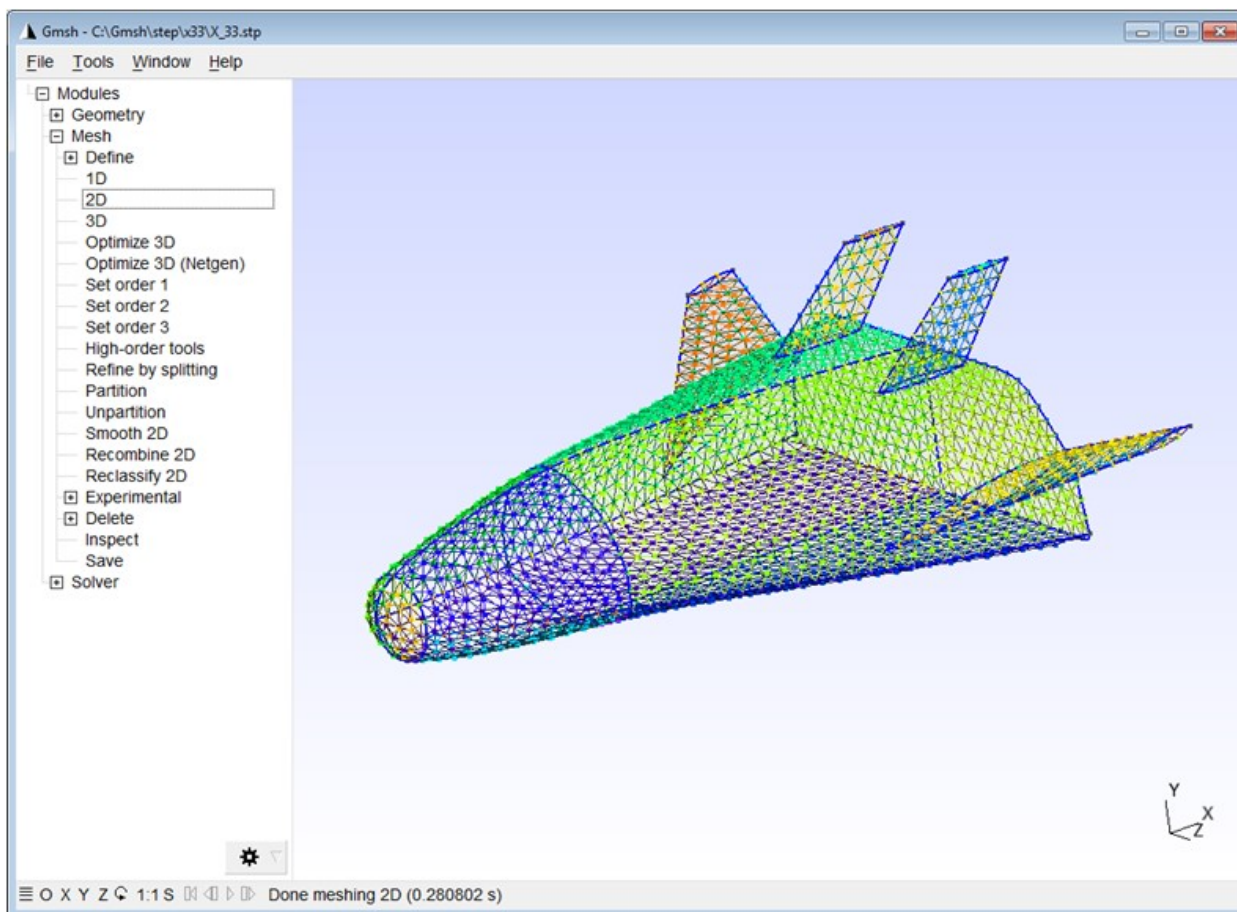 Gmsh - C:\Gmsh\step\x33\X_33.stp
File Tools Window Help
Modules
Geometry
Mesh
Define
1D
2D
3D
Optimize 3D
Optimize 3D (Netgen)
Set order 1
Set order 2
Set order 3
High-order tools
Refine by splitting
Partition
Unpartition
Smooth 2D
Recombine 2D
Reclassify 2D
Experimental
Delete
Inspect
Save
Solver
Y
X
Z
O X Y Z 1:1 S Done meshing 2D (0.280802 s)